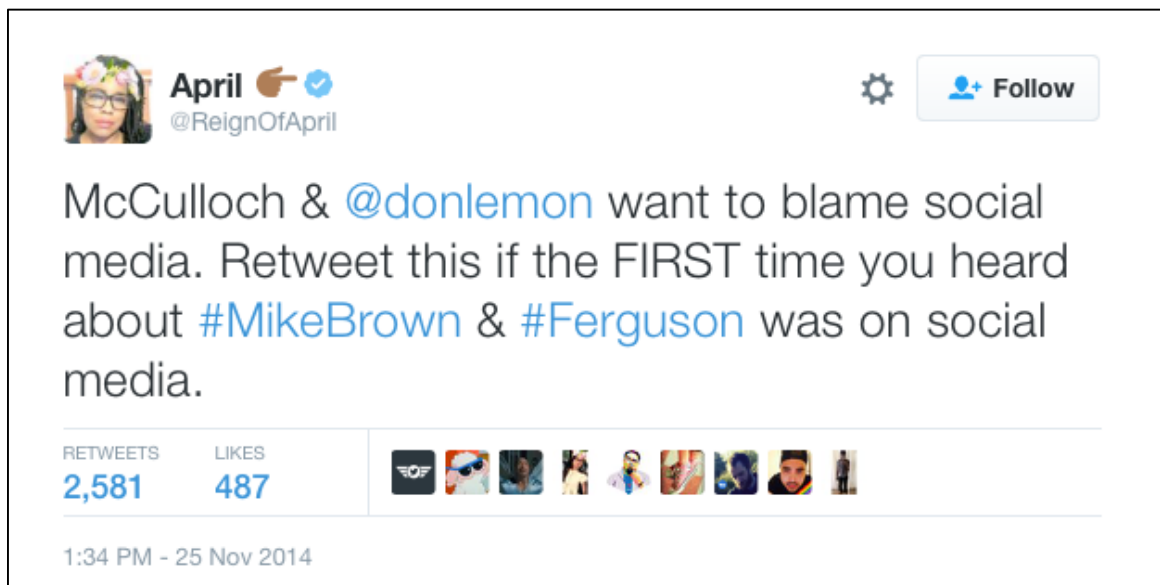 April
@ReignOfApril
Follow
McCulloch & @donlemon want to blame social
media. Retweet this if the FIRST time you heard
about #MikeBrown & #Ferguson was on social
media.
RETWEETS LIKES
2,581 487
1:34 PM - 25 Nov 2014